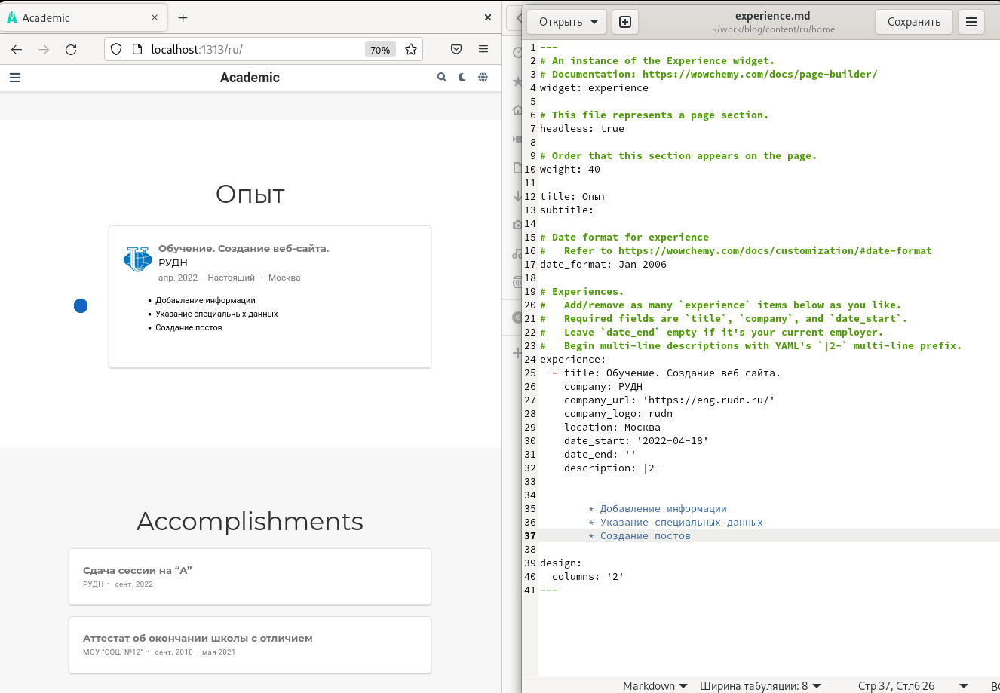 Academic
localhost:1313/ru/
70%
Academic
Опыт
Обучение. Создание веб-сайта.
РУДН
апр. 2022 – Настоящий · Москва
• Добавление информации
• Указание специальных данных
• Создание постов
Accomplishments
Сдача сессии на “А”
РУДН · сент. 2022
Аттестат об окончании школы с отличием
МОУ “СОШ №12” · сент. 2010 – мая 2021
Открыть
experience.md
~/work/blog/content/ru/home
Сохранить
1 ---
2 # An instance of the Experience widget.
3 # Documentation: https://wowchemy.com/docs/page-builder/
4 widget: experience
5
6 # This file represents a page section.
7 headless: true
8
9 # Order that this section appears on the page.
10 weight: 40
11
12 title: Опыт
13 subtitle:
14
15 # Date format for experience
16 #   Refer to https://wowchemy.com/docs/customization/#date-format
17 date_format: Jan 2006
18
19 # Experiences.
20 #   Add/remove as many `experience` items below as you like.
21 #   Required fields are `title`, `company`, and `date_start`.
22 #   Leave `date_end` empty if it's your current employer.
23 #   Begin multi-line descriptions with YAML's `|2-` multi-line prefix.
24 experience:
25   - title: Обучение. Создание веб-сайта.
26     company: РУДН
27     company_url: 'https://eng.rudn.ru/'
28     company_logo: rudn
29     location: Москва
30     date_start: '2022-04-18'
31     date_end: ''
32     description: |2-
33
34
35         * Добавление информации
36         * Указание специальных данных
37         * Создание постов
38
39 design:
40   columns: '2'
41 ---
Markdown
Ширина табуляции: 8
Стр 37, Стлб 26